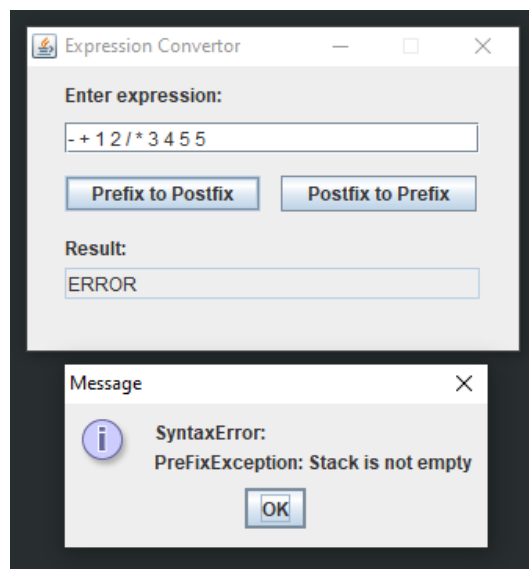 Expression Convertor
Enter expression:
- + 1 2 / * 3 4 5 5
Prefix to Postfix Postfix to Prefix
Result:
ERROR
Message
i
SyntaxError:
PreFixException: Stack is not empty
OK